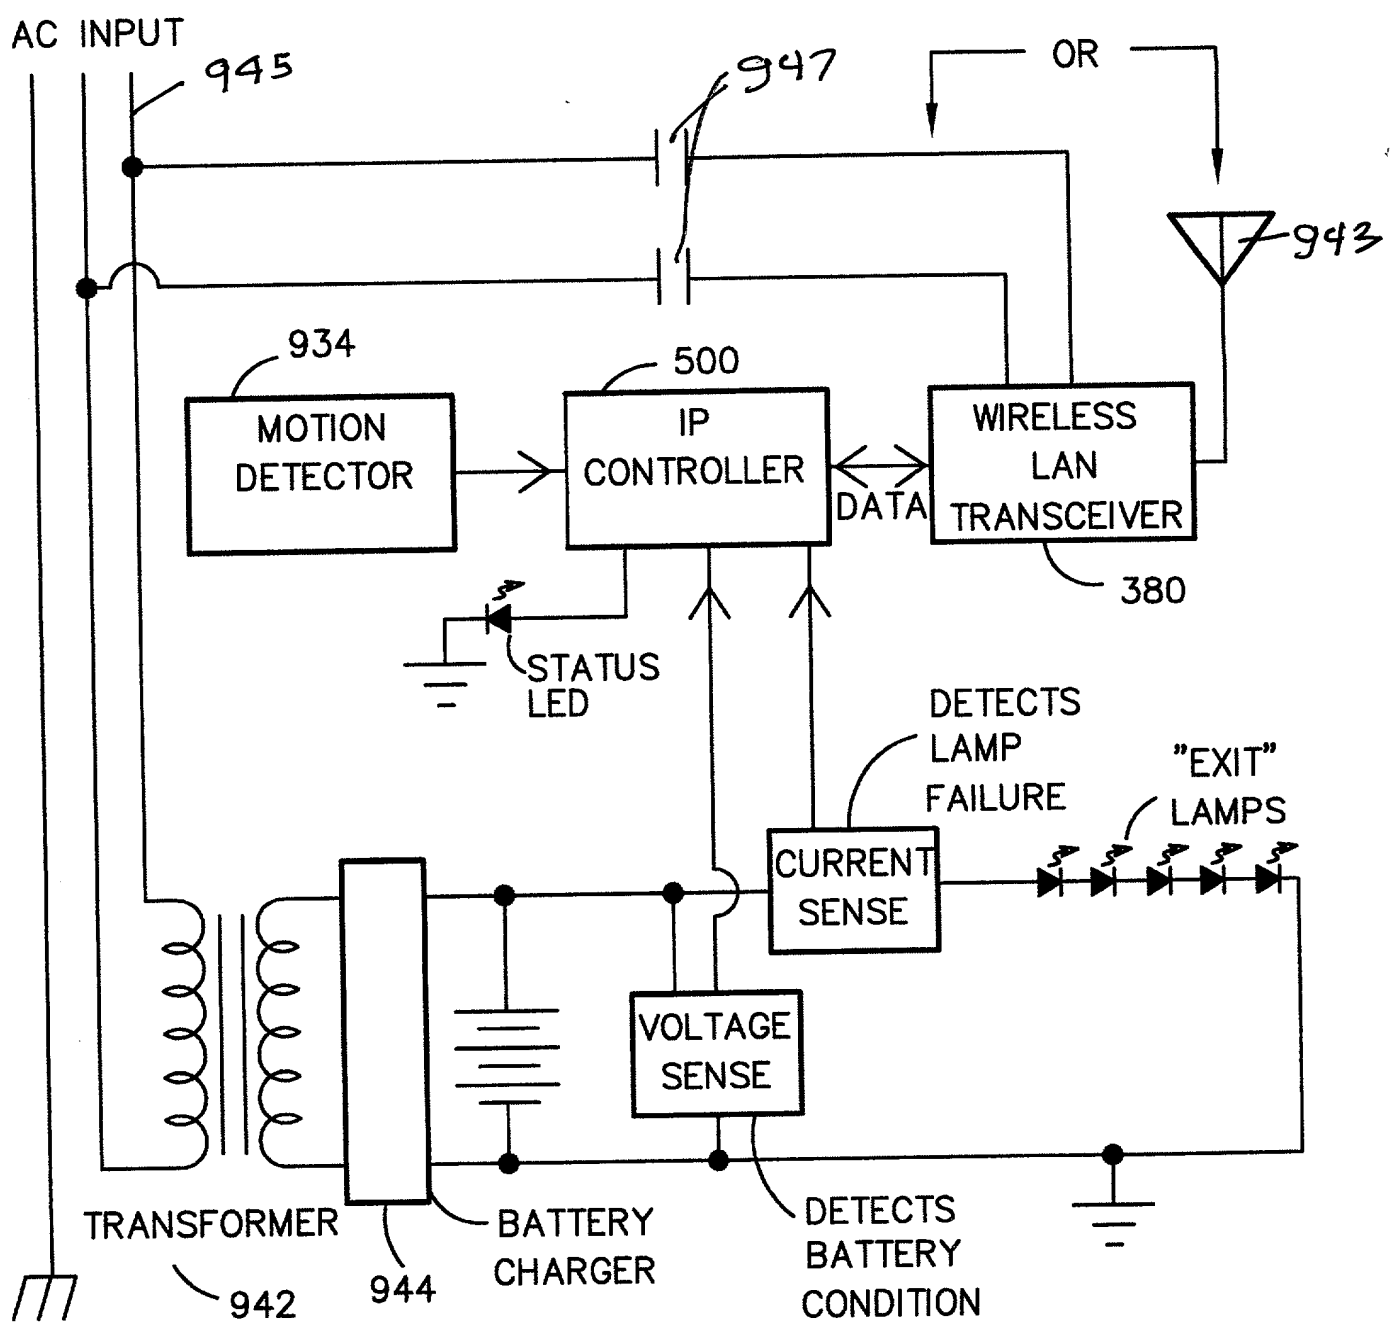 AC INPUT
945
947
OR
943
934
500
MOTION
DETECTOR
IP
CONTROLLER
DATA
WIRELESS
LAN
TRANSCEIVER
380
STATUS
LED
DETECTS
LAMP
FAILURE
"EXIT"
LAMPS
CURRENT
SENSE
VOLTAGE
SENSE
TRANSFORMER
942
944
BATTERY
CHARGER
DETECTS
BATTERY
CONDITION